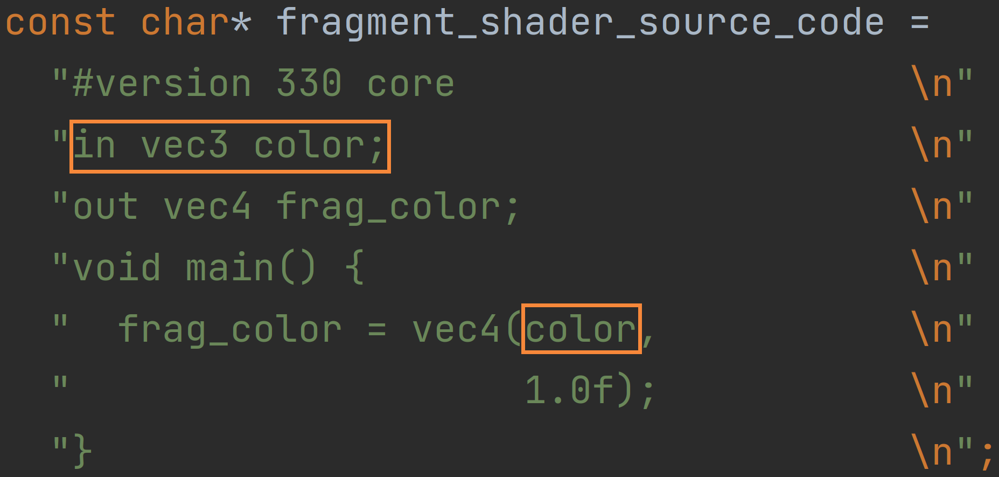 const char* fragment_shader_source_code =
"#version 330 core \n"
"in vec3 color; \n"
"out vec4 frag_color; \n"
"void main() { \n"
"  frag_color = vec4(color, \n"
"                    1.0f); \n"
"} \n";